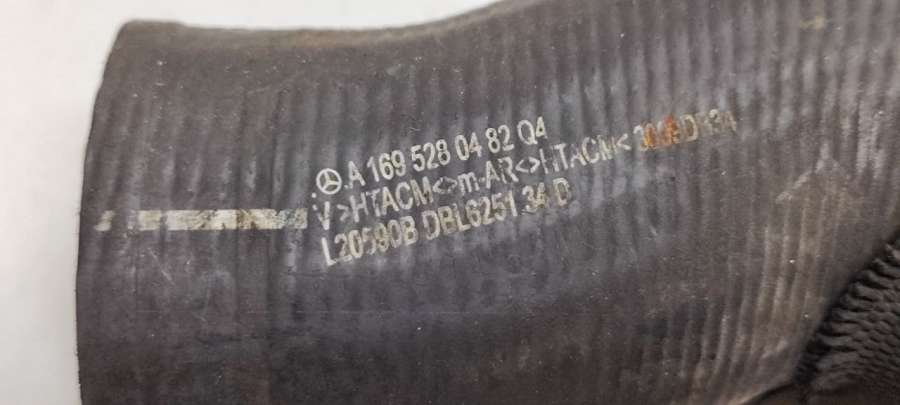 A 169 528 04 82 Q4
V>HTACM<>m-AR<>HTACM<
L20590B DBL6251 34 D